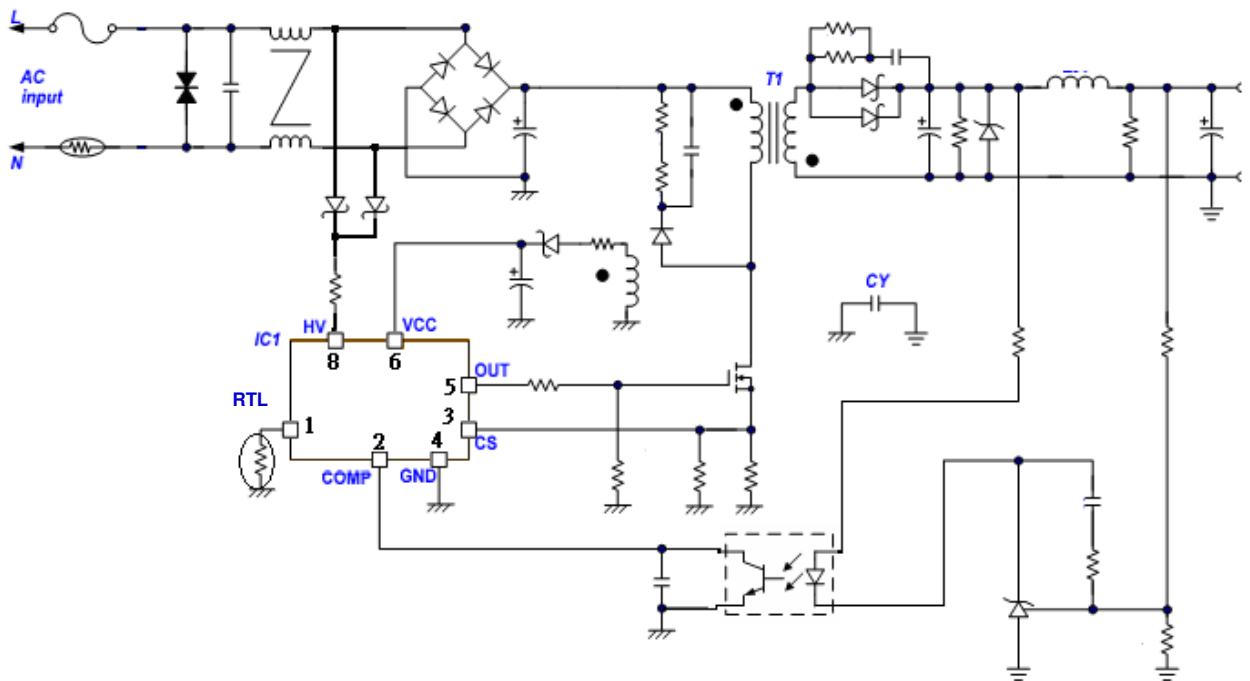 L
AC
input
N
T1
CY
IC1
HV
VCC
8
6
OUT
5
RTL
1
3
CS
2
4
COMP
GND
+
+
+
+